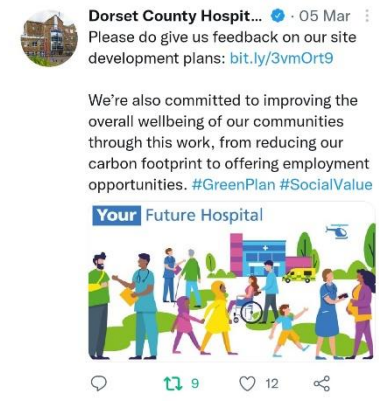 Dorset County Hospit... · 05 Mar
Please do give us feedback on our site
development plans: bit.ly/3vmOrt9
We're also committed to improving the
overall wellbeing of our communities
through this work, from reducing our
carbon footprint to offering employment
opportunities. #GreenPlan #SocialValue
Your Future Hospital
9 12